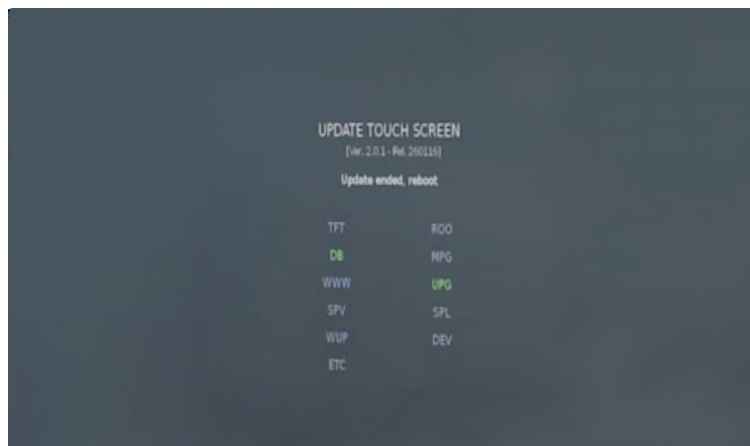 UPDATE TOUCH SCREEN
[Ver. 2.0.1 - Rel. 260116]
Update ended, reboot
TFT ROO
DB MPG
WWW UPG
SPV SPL
WUP DEV
ETC